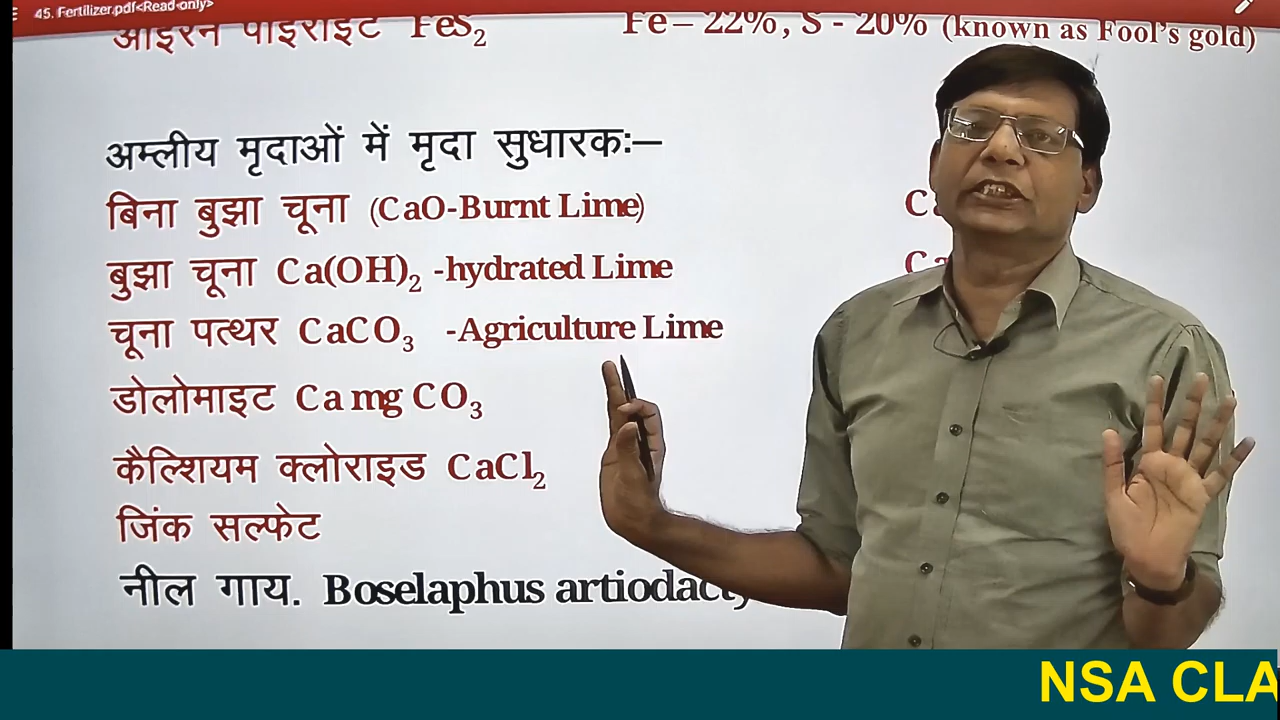 45. Fertilizer.pdf<Read-only>
आइरन पाइराइट FeS₂ Fe – 22%, S - 20% (known as Fool's gold)
अम्लीय मृदाओं में मृदा सुधारक:–
बिना बुझा चूना (CaO-Burnt Lime)
बुझा चूना Ca(OH)₂ -hydrated Lime Ca
चूना पत्थर CaCO₃ -Agriculture Lime
डोलोमाइट Ca mg CO₃
कैल्शियम क्लोराइड CaCl₂
जिंक सल्फेट
नील गाय. Boselaphus
NSA